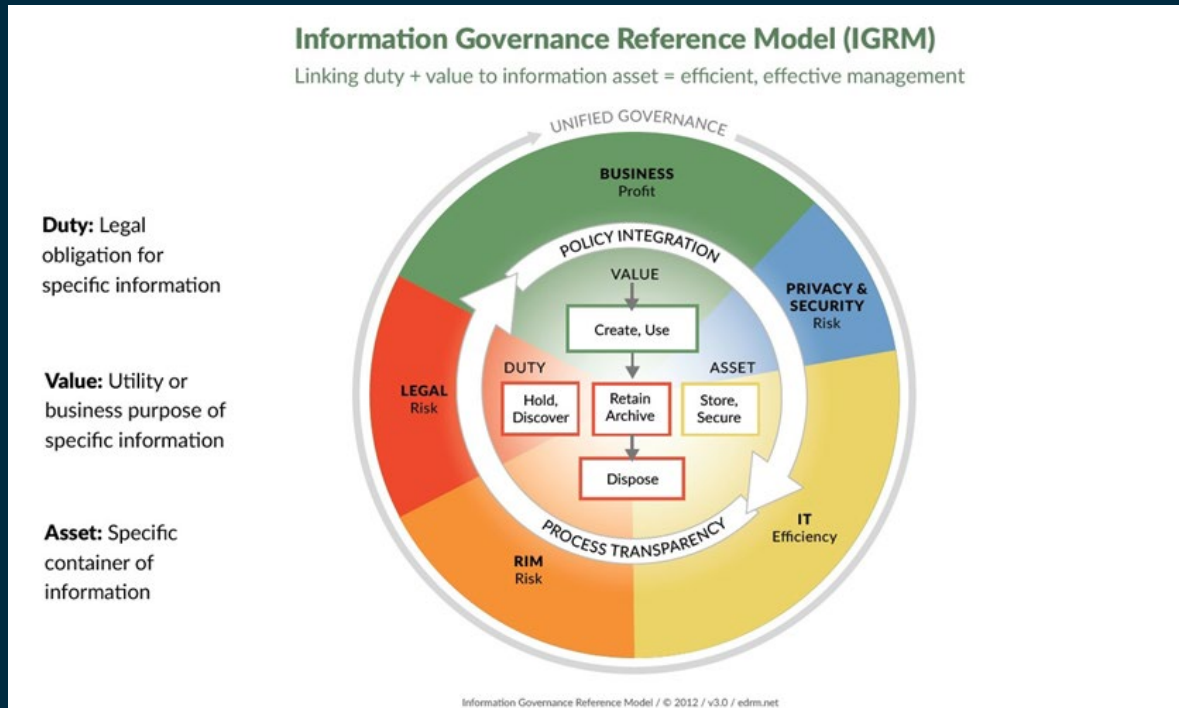 Information Governance Reference Model (IGRM)
Linking duty + value to information asset = efficient, effective management
UNIFIED GOVERNANCE
BUSINESS
Profit
Duty: Legal
obligation for
specific information
POLICY INTEGRATION
VALUE
PRIVACY &
SECURITY
Risk
Create, Use
DUTY
ASSET
Value: Utility or
business purpose of
specific information
LEGAL
Risk
Hold,
Discover
Retain
Archive
Store,
Secure
Dispose
Asset: Specific
container of
information
PROCESS TRANSPARENCY
IT
Efficiency
RIM
Risk
Information Governance Reference Model / © 2012 / v3.0 / edrm.net